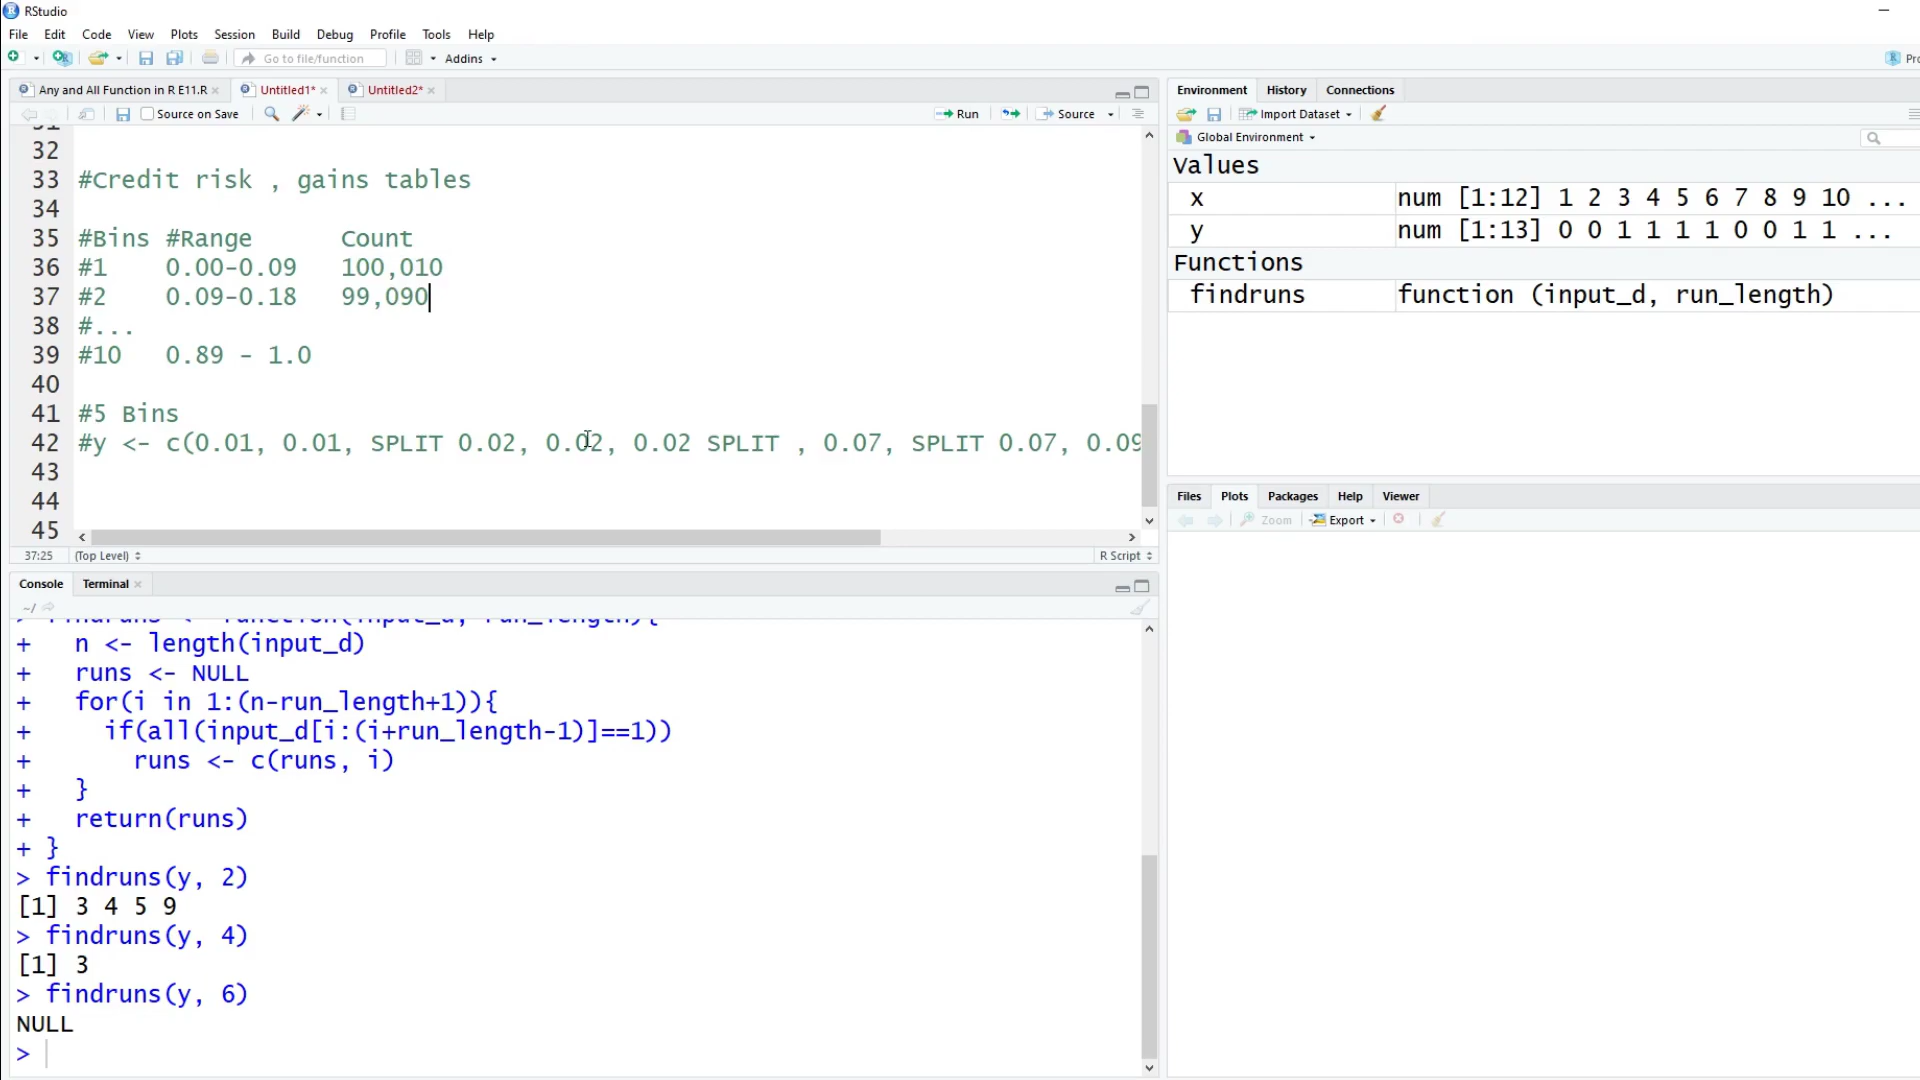 RStudio
File Edit Code View Plots Session Build Debug Profile Tools Help
Go to file/function Addins
Any and All Function in R E11.R Untitled1* Untitled2*
Source on Save Run Source
32
33 #Credit risk , gains tables
34
35 #Bins #Range Count
36 #1 0.00-0.09 100,010
37 #2 0.09-0.18 99,090
38 #...
39 #10 0.89 - 1.0
40
41 #5 Bins
42 #y <- c(0.01, 0.01, SPLIT 0.02, 0.02, 0.02 SPLIT , 0.07, SPLIT 0.07, 0.09
43
44
45
37:25 (Top Level) R Script
Console Terminal
~/
+ n <- length(input_d)
+ runs <- NULL
+ for(i in 1:(n-run_length+1)){
+ if(all(input_d[i:(i+run_length-1)]==1))
+ runs <- c(runs, i)
+ }
+ return(runs)
+ }
> findruns(y, 2)
[1] 3 4 5 9
> findruns(y, 4)
[1] 3
> findruns(y, 6)
NULL
>
Environment History Connections
Import Dataset
Global Environment
Values
x num [1:12] 1 2 3 4 5 6 7 8 9 10 ...
y num [1:13] 0 0 1 1 1 1 0 0 1 1 ...
Functions
findruns function (input_d, run_length)
Files Plots Packages Help Viewer
Zoom Export